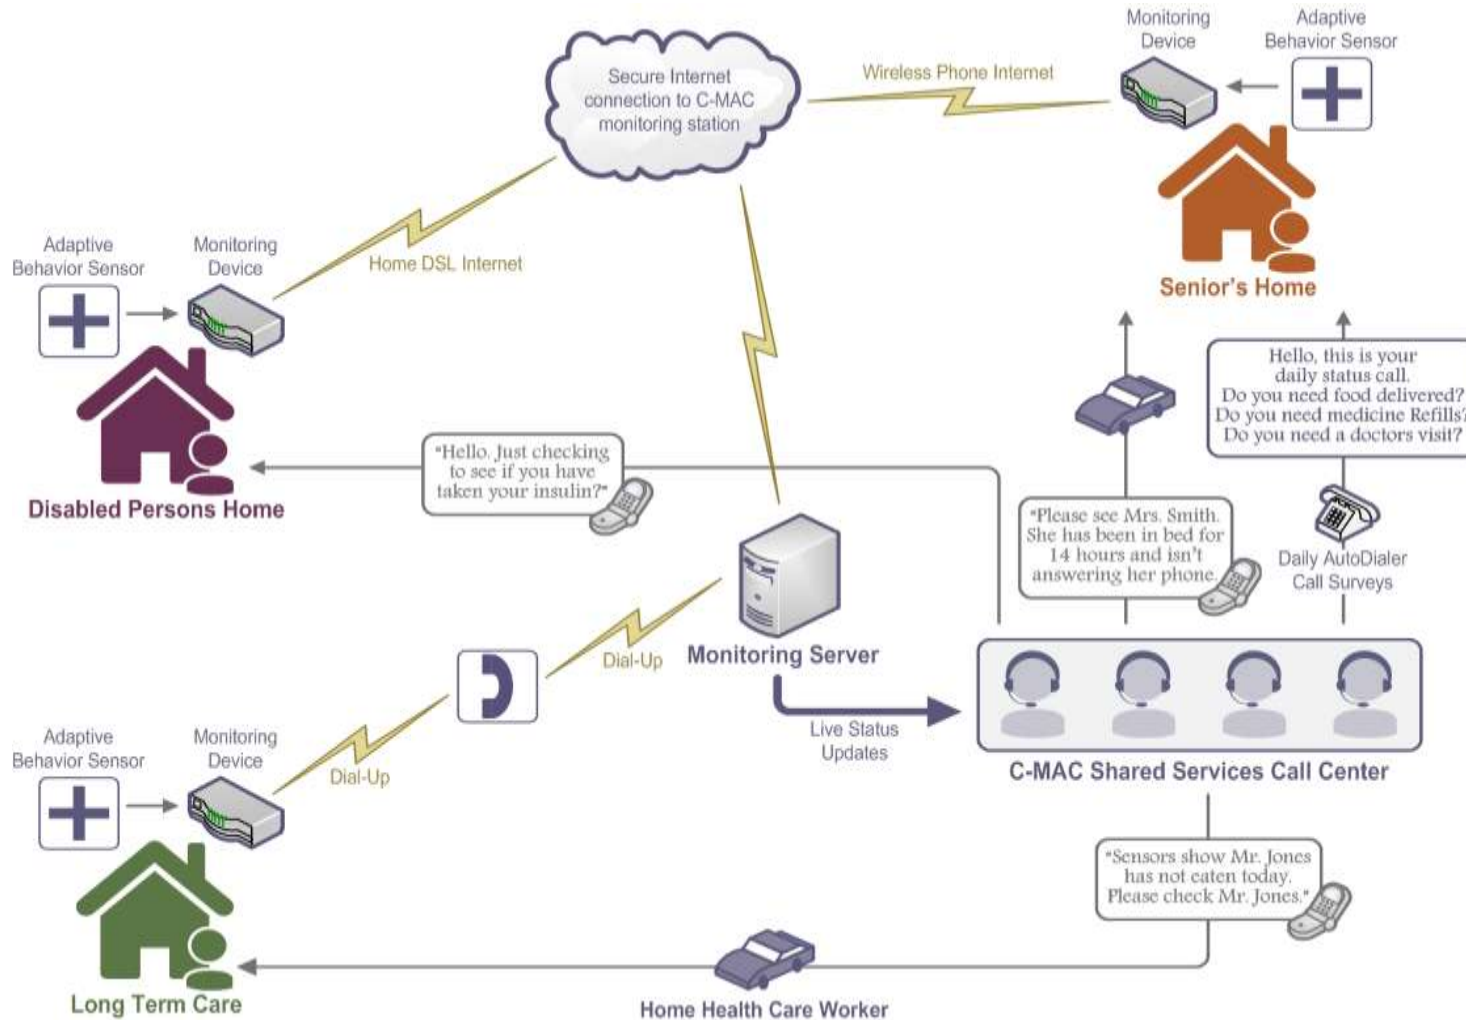 Secure Internet
connection to C-MAC
monitoring station
Wireless Phone Internet
Monitoring
Device
Adaptive
Behavior Sensor
Senior's Home
Adaptive
Behavior Sensor
Monitoring
Device
Home DSL Internet
Disabled Persons Home
"Hello. Just checking
to see if you have
taken your insulin?"
Hello, this is your
daily status call.
Do you need food delivered?
Do you need medicine Refills?
Do you need a doctors visit?
"Please see Mrs. Smith.
She has been in bed for
14 hours and isn't
answering her phone.
Daily AutoDialer
Call Surveys
Monitoring Server
Dial-Up
Live Status
Updates
C-MAC Shared Services Call Center
Adaptive
Behavior Sensor
Monitoring
Device
Dial-Up
Long Term Care
"Sensors show Mr. Jones
has not eaten today.
Please check Mr. Jones."
Home Health Care Worker